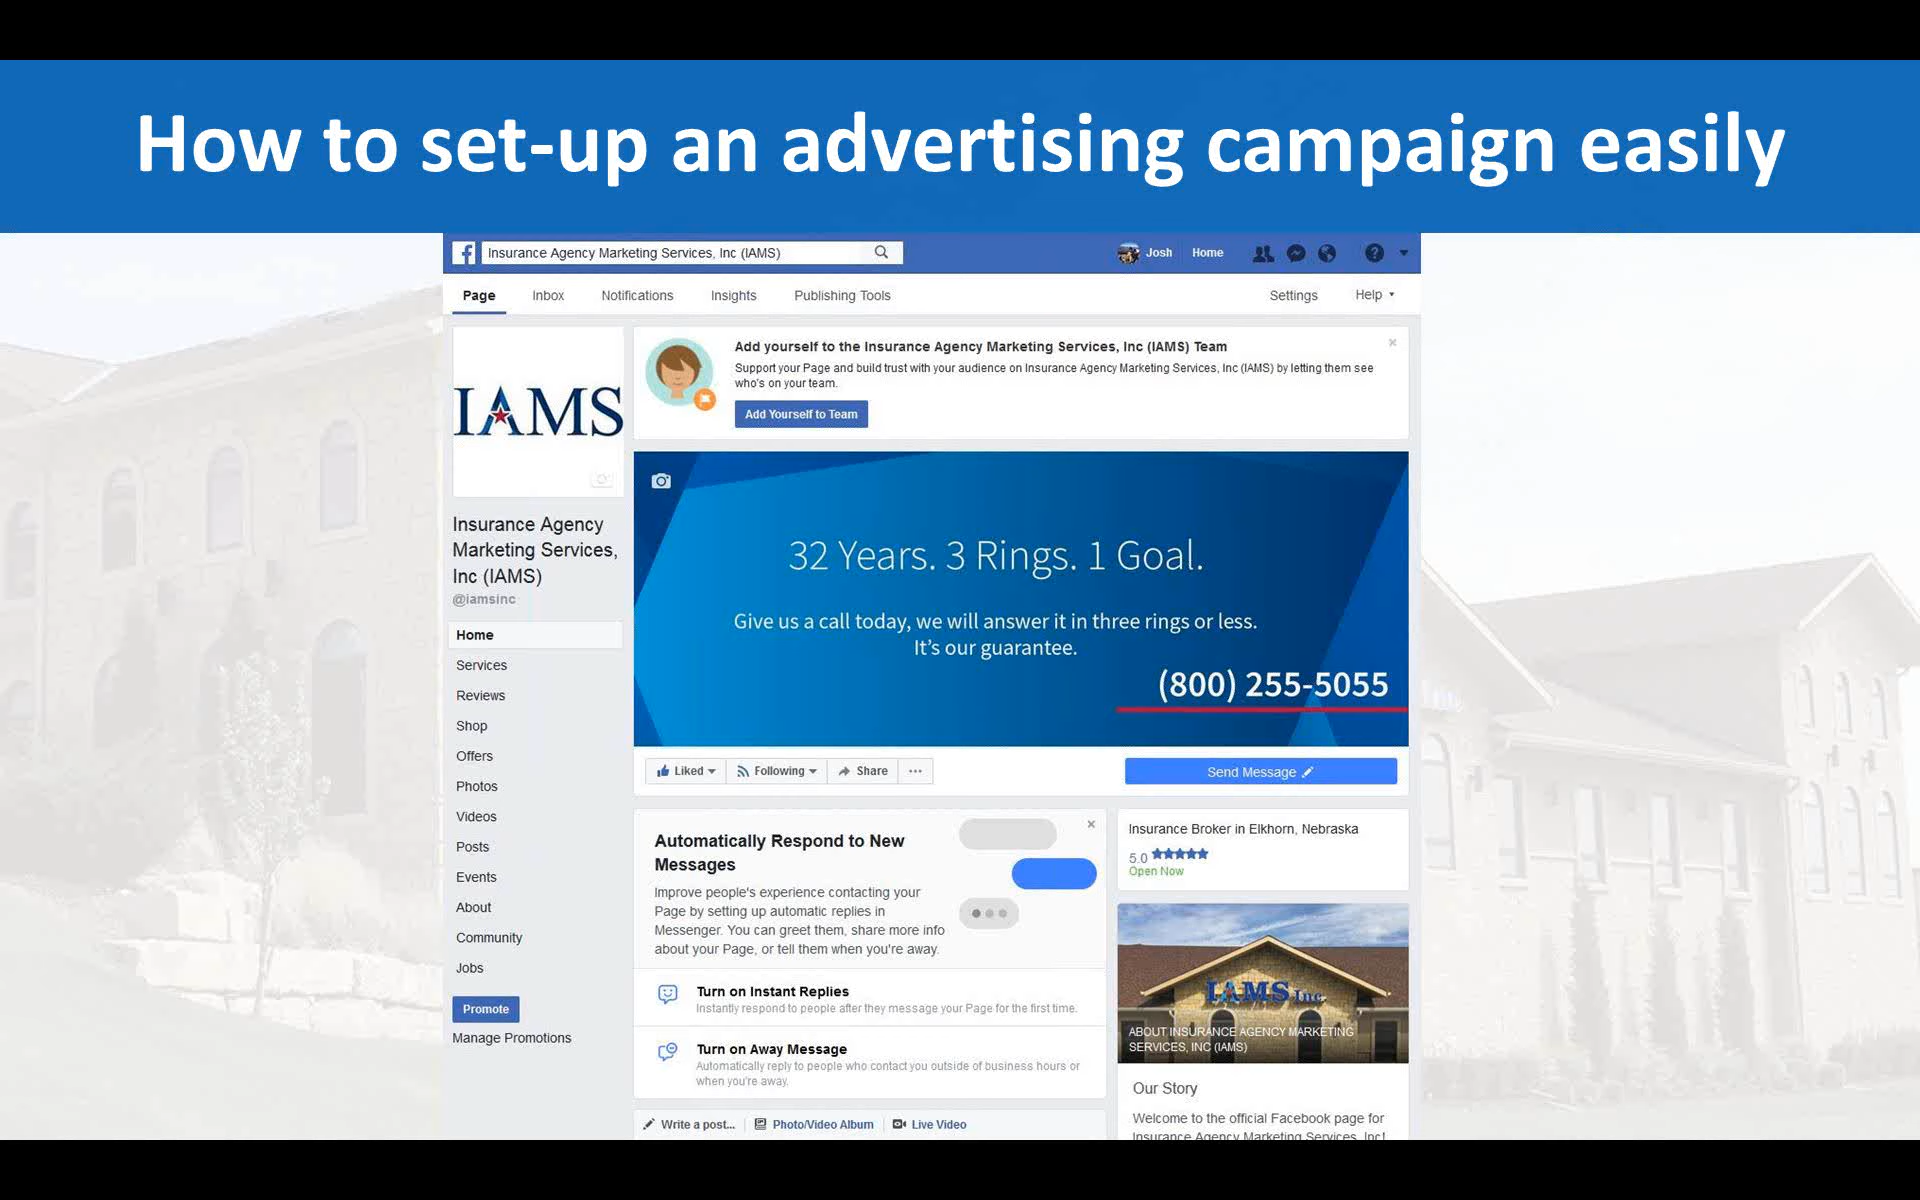 How to set-up an advertising campaign easily
Insurance Agency Marketing Services, Inc (IAMS)
Josh
Home
Page
Inbox
Notifications
Insights
Publishing Tools
Settings
Help
IAMS
Add yourself to the Insurance Agency Marketing Services, Inc (IAMS) Team
Support your Page and build trust with your audience on Insurance Agency Marketing Services, Inc (IAMS) by letting them see
who's on your team.
Add Yourself to Team
Insurance Agency
Marketing Services,
Inc (IAMS)
@iamsinc
Home
Services
Reviews
Shop
Offers
Photos
Videos
Posts
Events
About
Community
Jobs
Promote
Manage Promotions
32 Years. 3 Rings. 1 Goal.
Give us a call today, we will answer it in three rings or less.
It's our guarantee.
(800) 255-5055
Liked
Following
Share
Send Message
Automatically Respond to New
Messages
Improve people's experience contacting your
Page by setting up automatic replies in
Messenger. You can greet them, share more info
about your Page, or tell them when you're away.
Turn on Instant Replies
Instantly respond to people after they message your Page for the first time.
Turn on Away Message
Automatically reply to people who contact you outside of business hours or
when you're away.
Write a post...
Photo/Video Album
Live Video
Insurance Broker in Elkhorn, Nebraska
5.0
Open Now
IAMS Inc.
ABOUT INSURANCE AGENCY MARKETING
SERVICES, INC (IAMS)
Our Story
Welcome to the official Facebook page for
Insurance Agency Marketing Services, Inc!